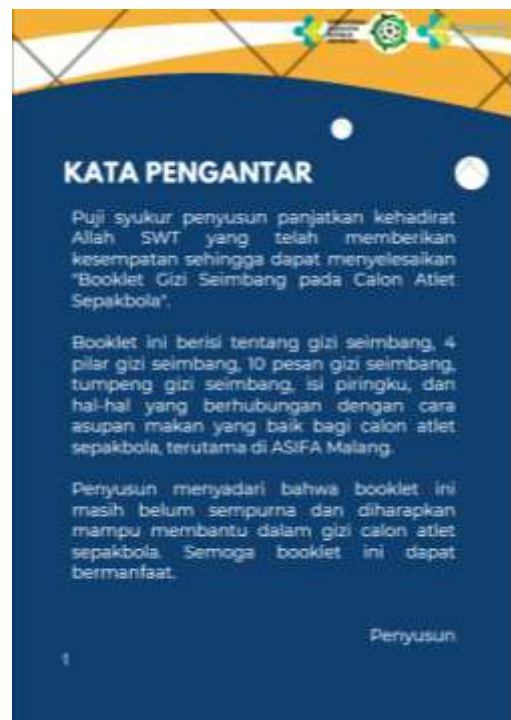 KATA PENGANTAR
Puji syukur penyusun panjatkan kehadirat
Allah SWT yang telah memberikan
kesempatan sehingga dapat menyelesaikan
"Booklet Gizi Seimbang pada Calon Atlet
Sepakbola".
Booklet ini berisi tentang gizi seimbang, 4
pilar gizi seimbang, 10 pesan gizi seimbang,
tumpeng gizi seimbang, isi piringku, dan
hal-hal yang berhubungan dengan cara
asupan makan yang baik bagi calon atlet
sepakbola, terutama di ASIFA Malang.
Penyusun menyadari bahwa booklet ini
masih belum sempurna dan diharapkan
mampu membantu dalam gizi calon atlet
sepakbola. Semoga booklet ini dapat
bermanfaat.
Penyusun
1